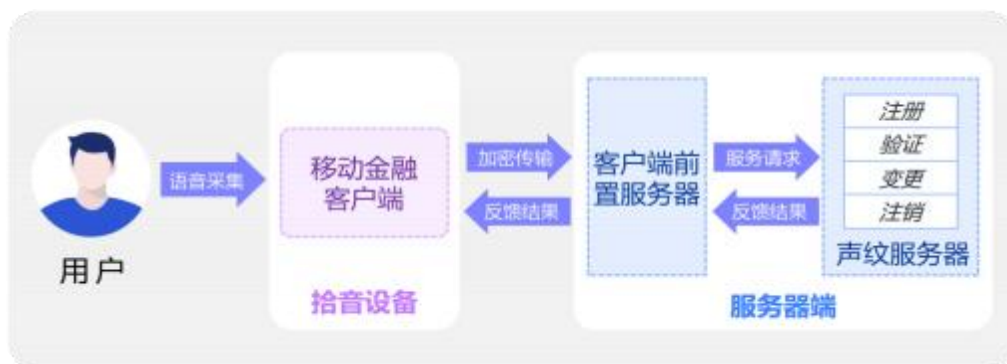 用户
语音采集
移动金融
客户端
拾音设备
加密传输
反馈结果
客户端前
置服务器
服务请求
反馈结果
注册
验证
变更
注销
声纹服务器
服务器端